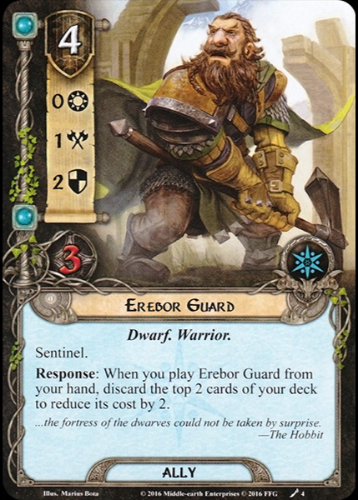 4
0
1
2
3
Erebor Guard
Dwarf. Warrior.
Sentinel.
Response: When you play Erebor Guard from
your hand, discard the top 2 cards of your deck
to reduce its cost by 2.
...the fortress of the dwarves could not be taken by surprise.
—The Hobbit
ALLY
Illus. Marius Bota
© 2016 Middle-earth Enterprises © 2016 FFG
4